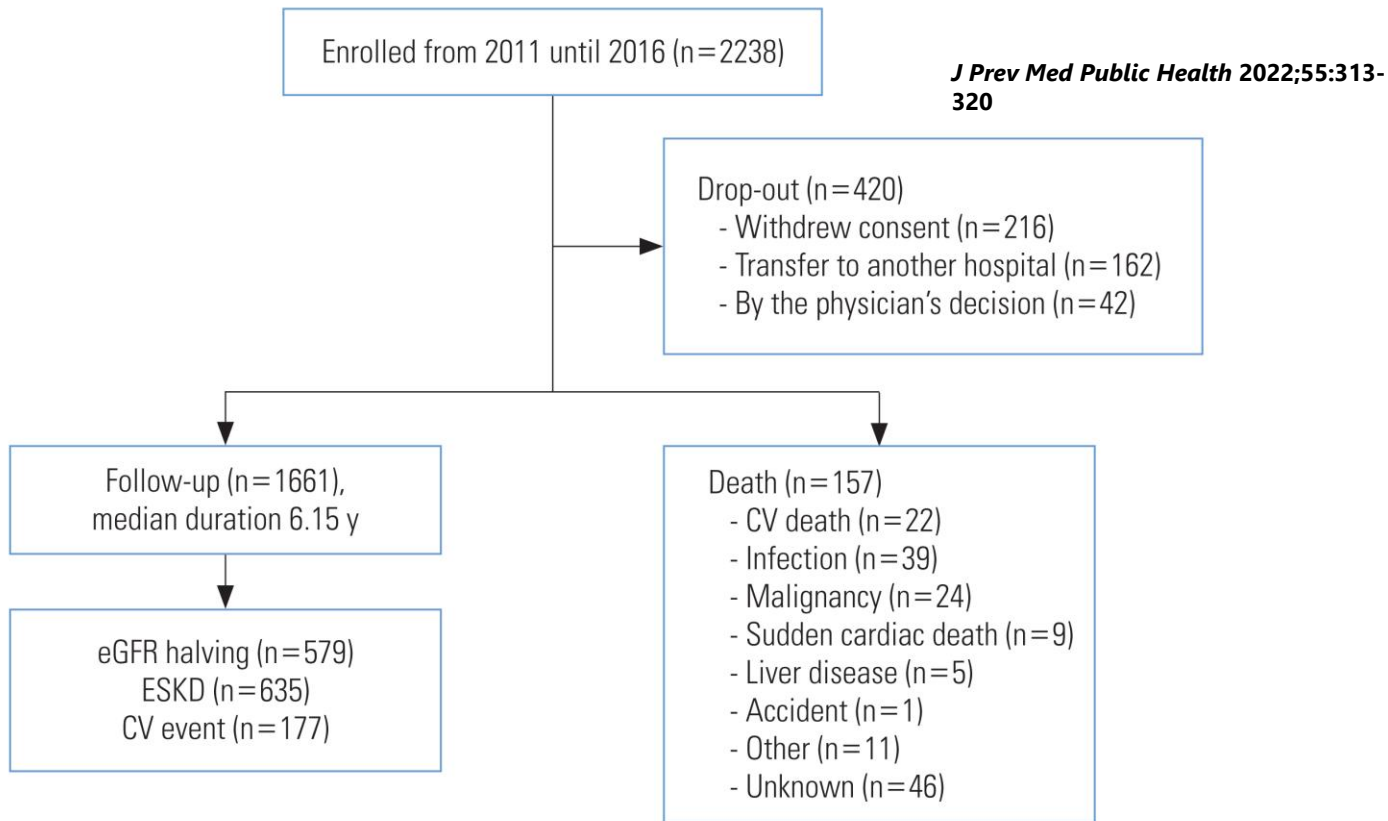 Enrolled from 2011 until 2016 (n=2238)
J Prev Med Public Health 2022;55:313-
320
Drop-out (n=420)
- Withdrew consent (n=216)
- Transfer to another hospital (n=162)
- By the physician's decision (n=42)
Follow-up (n=1661),
median duration 6.15 y
eGFR halving (n=579)
ESKD (n=635)
CV event (n=177)
Death (n=157)
- CV death (n=22)
- Infection (n=39)
- Malignancy (n=24)
- Sudden cardiac death (n=9)
- Liver disease (n=5)
- Accident (n=1)
- Other (n=11)
- Unknown (n=46)